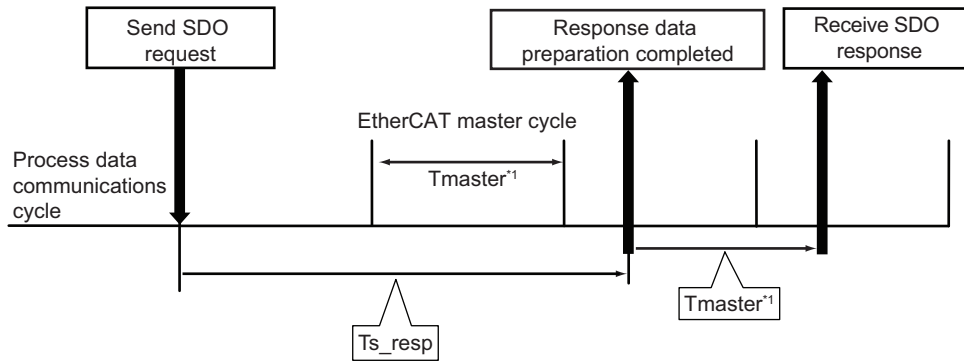 Send SDO
request
Response data
preparation completed
Receive SDO
response
EtherCAT master cycle
Tmaster*1
Process data
communications
cycle
Tmaster*1
Ts_resp